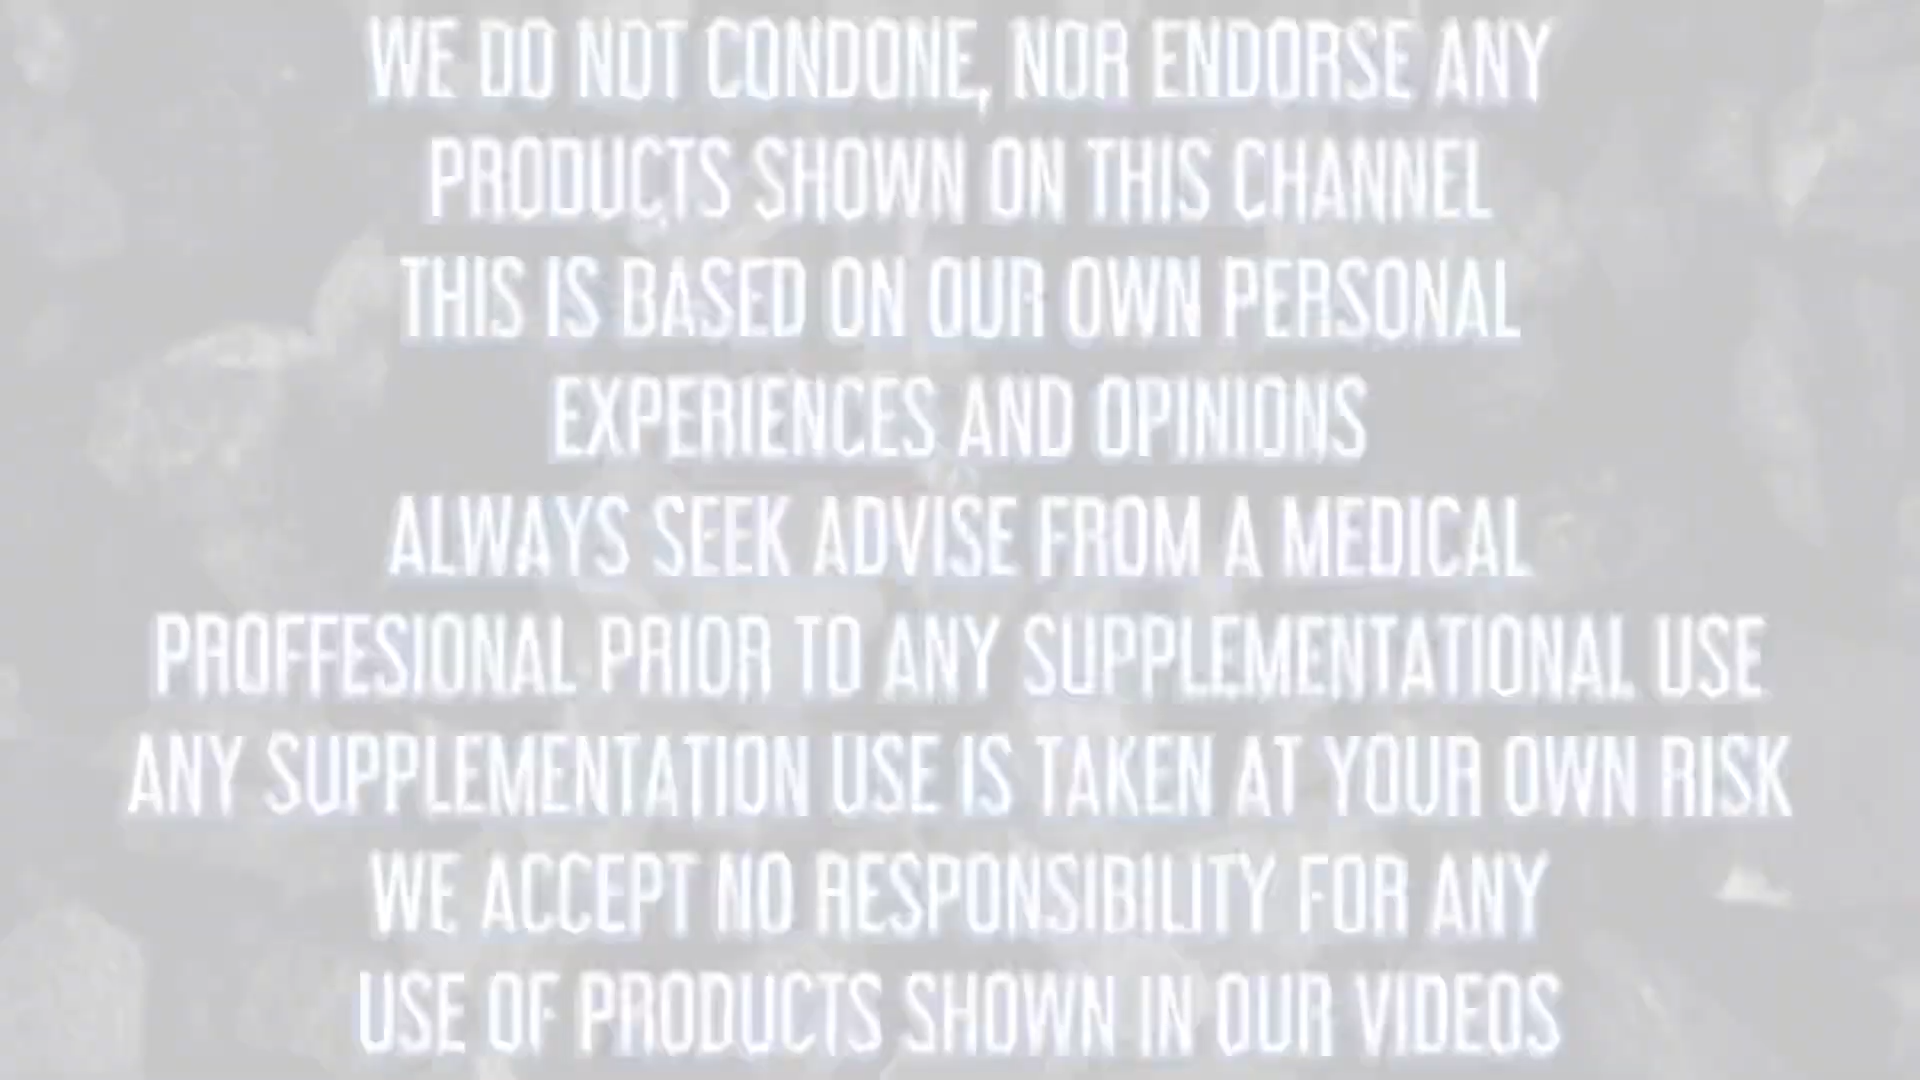 WE DO NOT CONDONE, NOR ENDORSE ANY
PRODUCTS SHOWN ON THIS CHANNEL
THIS IS BASED ON OUR OWN PERSONAL
EXPERIENCES AND OPINIONS
ALWAYS SEEK ADVISE FROM A MEDICAL
PROFFESIONAL PRIOR TO ANY SUPPLEMENTATIONAL USE
ANY SUPPLEMENTATION USE IS TAKEN AT YOUR OWN RISK
WE ACCEPT NO RESPONSIBILITY FOR ANY
USE OF PRODUCTS SHOWN IN OUR VIDEOS